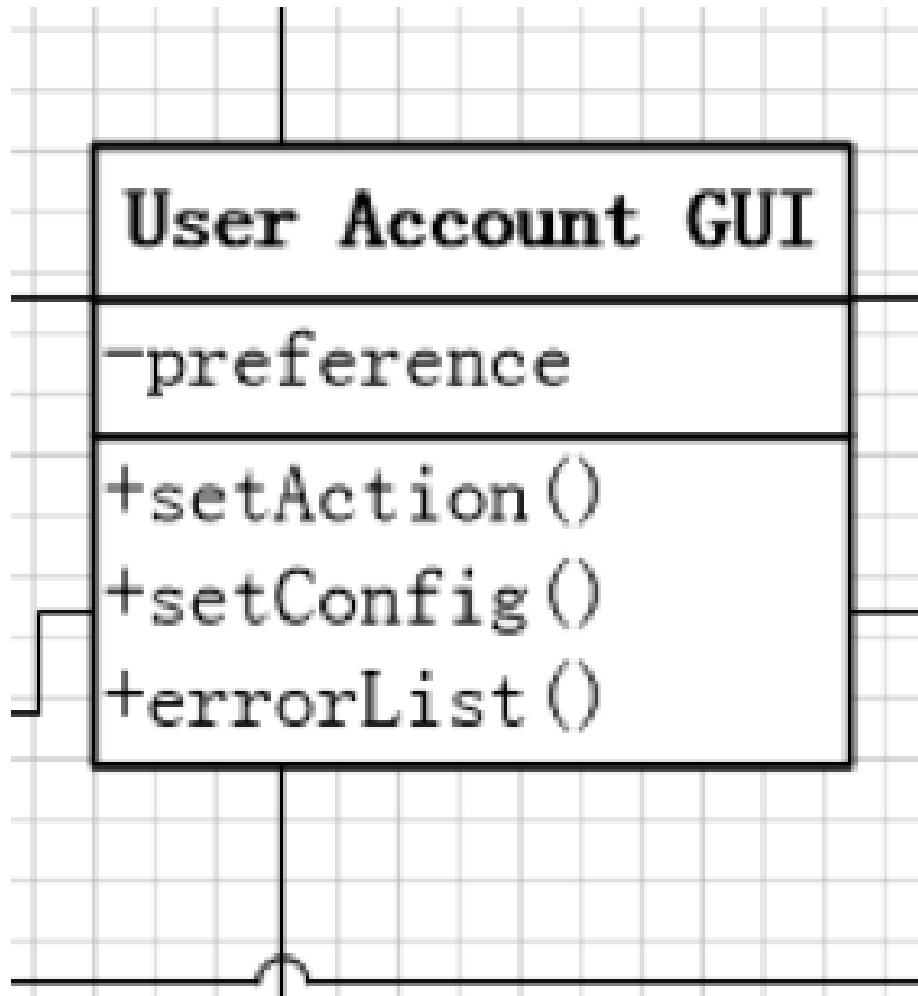 User Account GUI
-preference
+setAction()
+setConfig()
+errorList()